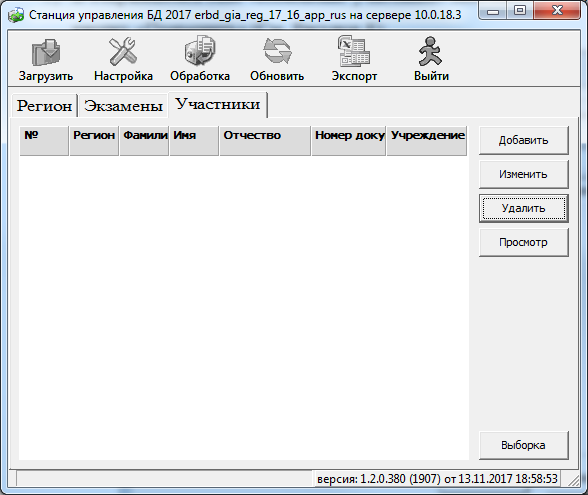 Станция управления БД 2017 erbd_gia_reg_17_16_app_rus на сервере 10.0.18.3
Загрузить Настройка Обработка Обновить Экспорт Выйти
Регион Экзамены Участники
№ Регион Фамили Имя Отчество Номер доку Учреждение
Добавить
Изменить
Удалить
Просмотр
Выборка
версия: 1.2.0.380 (1907) от 13.11.2017 18:58:53